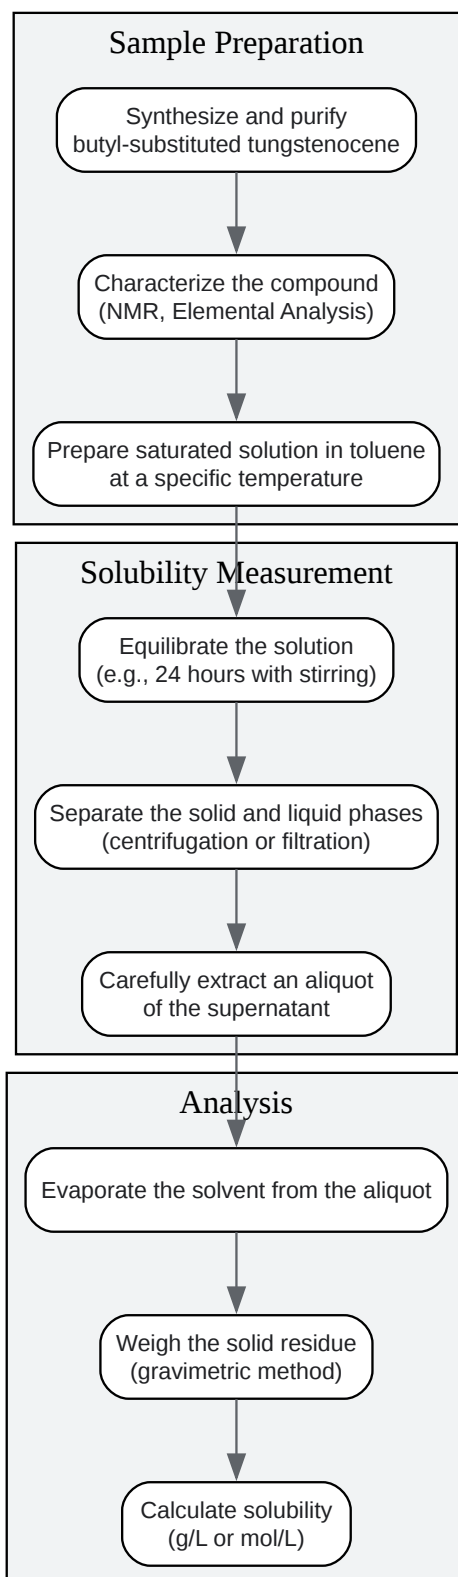 Sample Preparation
Synthesize and purify
butyl-substituted tungstenocene
Characterize the compound
(NMR, Elemental Analysis)
Prepare saturated solution in toluene
at a specific temperature
Solubility Measurement
Equilibrate the solution
(e.g., 24 hours with stirring)
Separate the solid and liquid phases
(centrifugation or filtration)
Carefully extract an aliquot
of the supernatant
Analysis
Evaporate the solvent from the aliquot
Weigh the solid residue
(gravimetric method)
Calculate solubility
(g/L or mol/L)